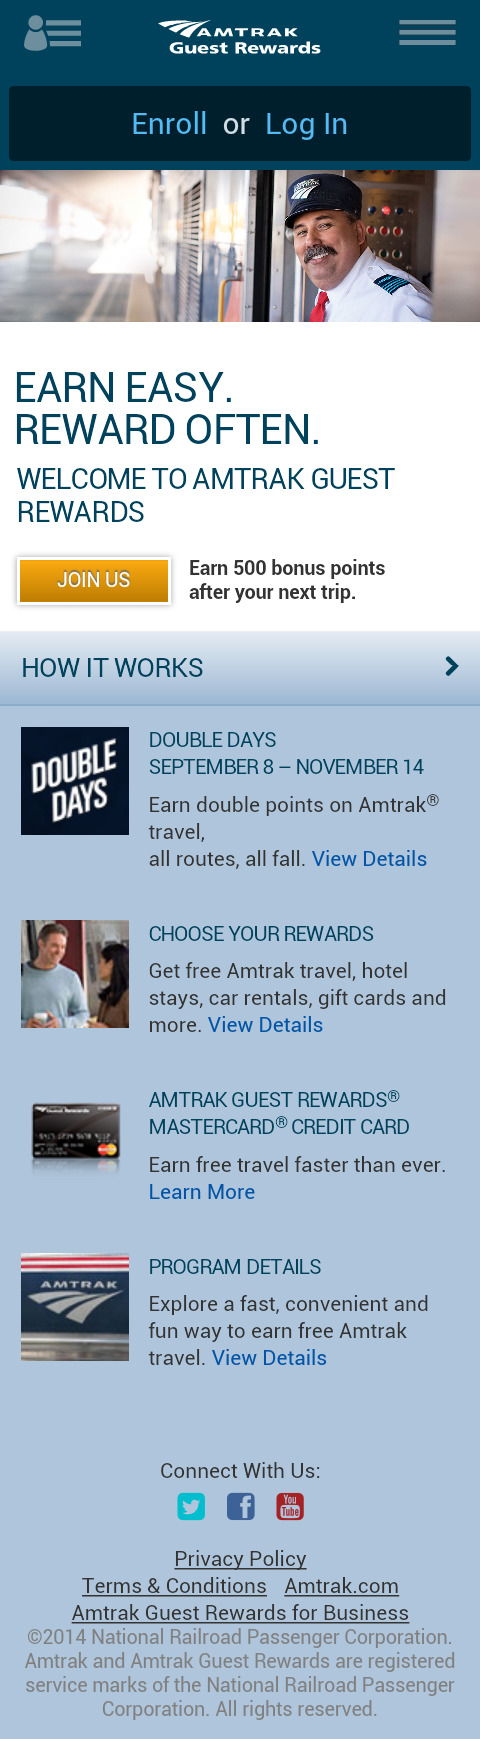 AMTRAK
Guest Rewards
Enroll or Log In
EARN EASY.
REWARD OFTEN.
WELCOME TO AMTRAK GUEST
REWARDS
JOIN US
Earn 500 bonus points
after your next trip.
HOW IT WORKS
DOUBLE
DAYS
DOUBLE DAYS
SEPTEMBER 8 – NOVEMBER 14
Earn double points on Amtrak®
travel,
all routes, all fall. View Details
CHOOSE YOUR REWARDS
Get free Amtrak travel, hotel
stays, car rentals, gift cards and
more. View Details
Guest Rewards
MasterCard
AMTRAK GUEST REWARDS®
MASTERCARD® CREDIT CARD
Earn free travel faster than ever.
Learn More
AMTRAK
PROGRAM DETAILS
Explore a fast, convenient and
fun way to earn free Amtrak
travel. View Details
Connect With Us:
You
Tube
Privacy Policy
Terms & Conditions Amtrak.com
Amtrak Guest Rewards for Business
©2014 National Railroad Passenger Corporation.
Amtrak and Amtrak Guest Rewards are registered
service marks of the National Railroad Passenger
Corporation. All rights reserved.